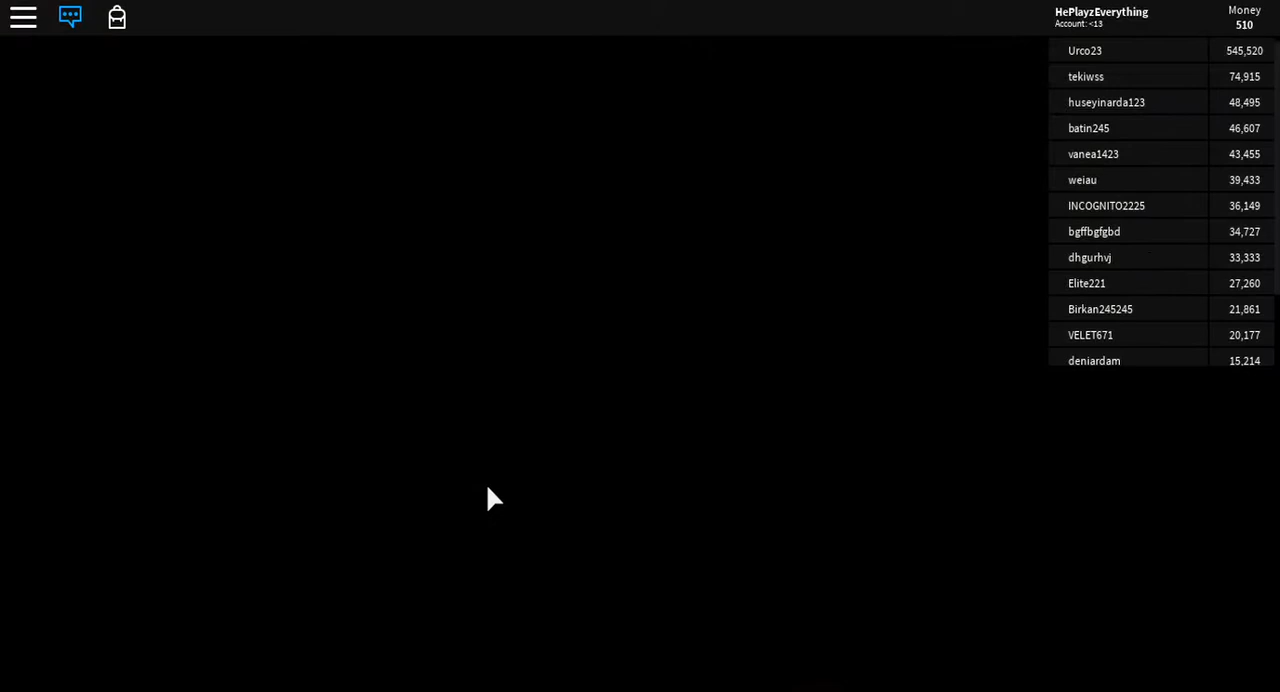 HePlayzEverything Money
Account: <13 510
Urco23 545,520
tekiwss 74,915
huseyinarda123 48,495
batin245 46,607
vanea1423 43,455
weiau 39,433
INCOGNITO2225 36,149
bgffbgfgbd 34,727
dhgurhvj 33,333
Elite221 27,260
Birkan245245 21,861
VELET671 20,177
deniardam 15,214